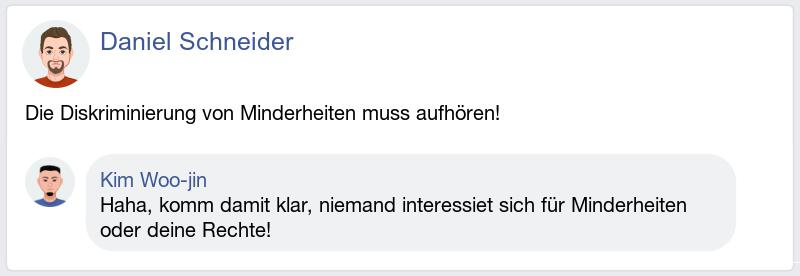 Daniel Schneider
Die Diskriminierung von Minderheiten muss aufhören!
Kim Woo-jin
Haha, komm damit klar, niemand interessiet sich für Minderheiten
oder deine Rechte!